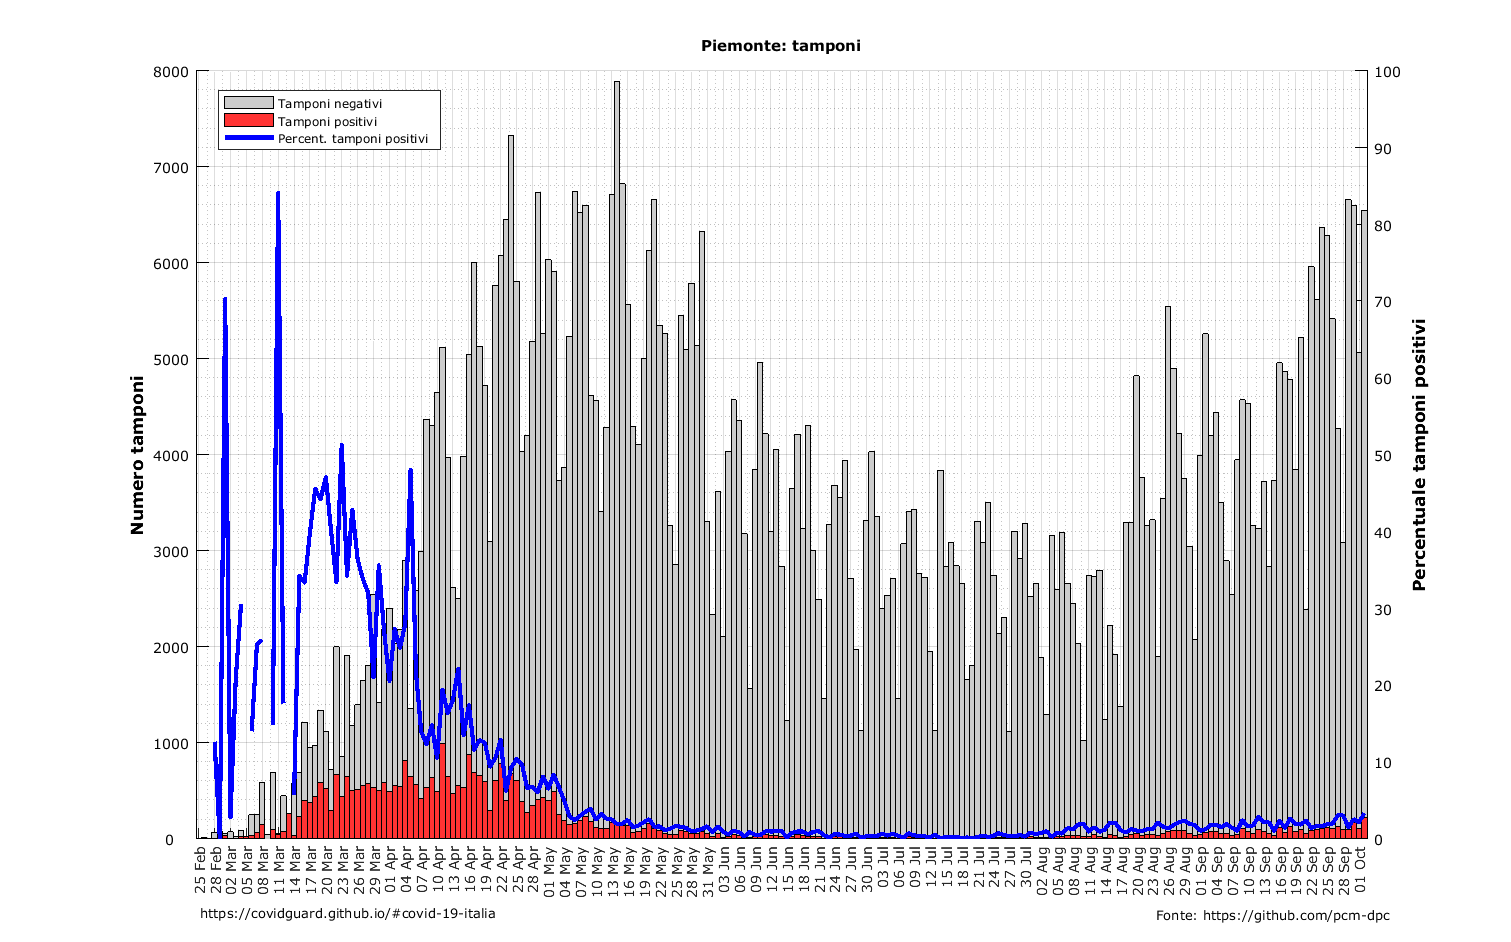 Piemonte: tamponi
Tamponi negativi
Tamponi positivi
Percent. tamponi positivi
Numero tamponi
8000
7000
6000
5000
4000
3000
2000
1000
0
Percentuale tamponi positivi
100
90
80
70
60
50
40
30
20
10
0
25 Feb
28 Feb
02 Mar
05 Mar
08 Mar
11 Mar
14 Mar
17 Mar
20 Mar
23 Mar
26 Mar
29 Mar
01 Apr
04 Apr
07 Apr
10 Apr
13 Apr
16 Apr
19 Apr
22 Apr
25 Apr
28 Apr
01 May
04 May
07 May
10 May
13 May
16 May
19 May
22 May
25 May
28 May
31 May
03 Jun
06 Jun
09 Jun
12 Jun
15 Jun
18 Jun
21 Jun
24 Jun
27 Jun
30 Jun
03 Jul
06 Jul
09 Jul
12 Jul
15 Jul
18 Jul
21 Jul
24 Jul
27 Jul
30 Jul
02 Aug
05 Aug
08 Aug
11 Aug
14 Aug
17 Aug
20 Aug
23 Aug
26 Aug
29 Aug
01 Sep
04 Sep
07 Sep
10 Sep
13 Sep
16 Sep
19 Sep
22 Sep
25 Sep
28 Sep
01 Oct
https://covidguard.github.io/#covid-19-italia
Fonte: https://github.com/pcm-dpc